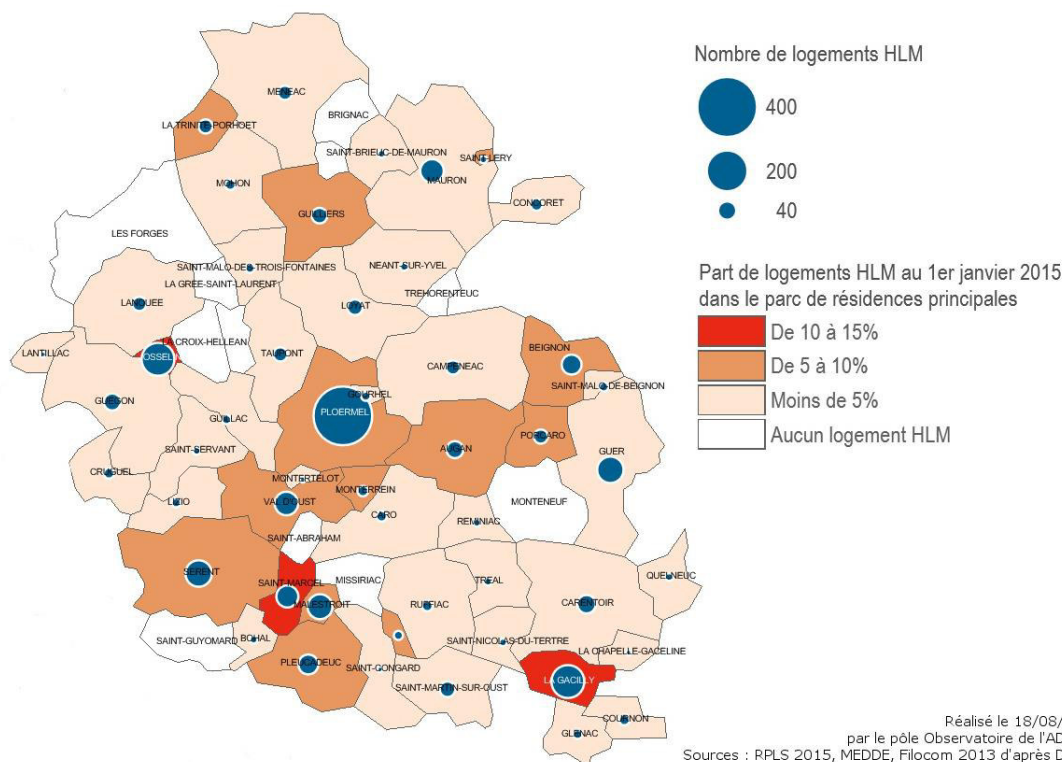 Nombre de logements HLM
400
200
40
Part de logements HLM au 1er janvier 2015
dans le parc de résidences principales
De 10 à 15%
De 5 à 10%
Moins de 5%
Aucun logement HLM
MENEAC
BRIGNAC
LA TRINITE-PORHOET
SAINT-BRIEUC-DE-MAURON
SAINT-LERY
MAURON
MOHON
CONCORET
GUILLIERS
LES FORGES
SAINT-MALO-DES-TROIS-FONTAINES
NEANT-SUR-YVEL
LA GREE-SAINT-LAURENT
TREHORENTEUC
LANOUEE
LOYAT
LA CROIX-HELLEAN
BEIGNON
LANTILLAC
OSSELIN
TAUPONT
CAMPENEAC
SAINT-MALO-DE-BEIGNON
GOURHEL
GUEGON
PLOERMEL
GUILLAC
PORCARO
AUGAN
GUER
SAINT-SERVANT
CRUGUEL
MONTERTELOT
MONTERREIN
LIZIO
VAL D'OUST
MONTENEUF
CARO
REMINIAC
SAINT-ABRAHAM
SERENT
SAINT-MARCEL
MISSIRIAC
TREAL
QUELNEUC
MALESTROIT
RUFFIAC
CARENTOIR
SAINT-GUYOMARD
BOHAL
SAINT-NICOLAS-DU-TERTRE
LA CHAPELLE-GACELINE
PLEUCADEUC
SAINT-CONGARD
LA GACILLY
SAINT-MARTIN-SUR-OUST
COURNON
GLENAC
Réalisé le 18/08/
par le pôle Observatoire de l'AD
Sources : RPLS 2015, MEDDE, Filocom 2013 d'après D